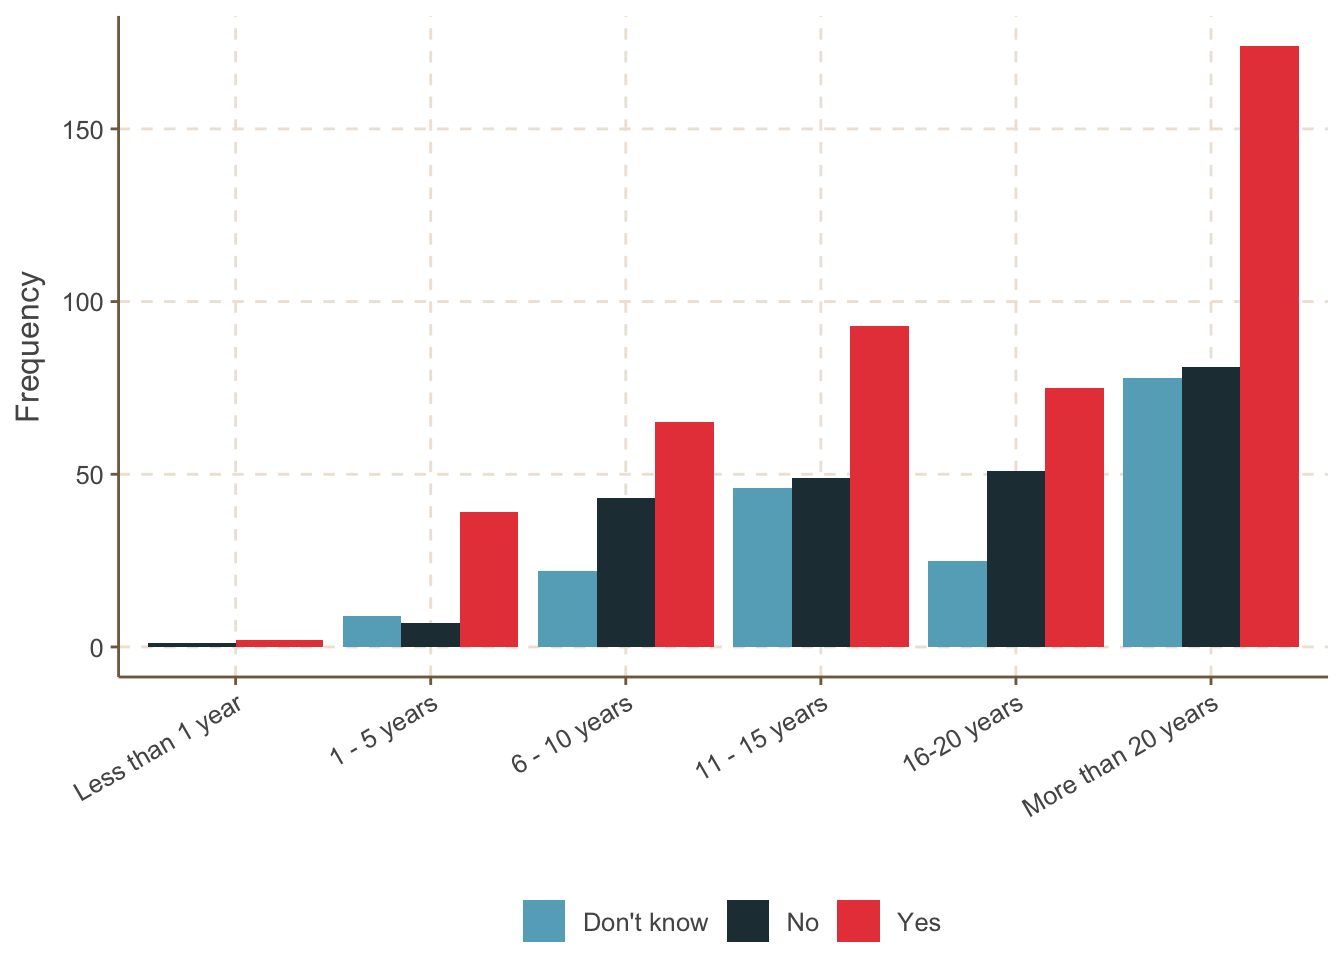 Frequency
150
100
50
0
Less than 1 year
1 - 5 years
6 - 10 years
11 - 15 years
16-20 years
More than 20 years
Don't know
No
Yes